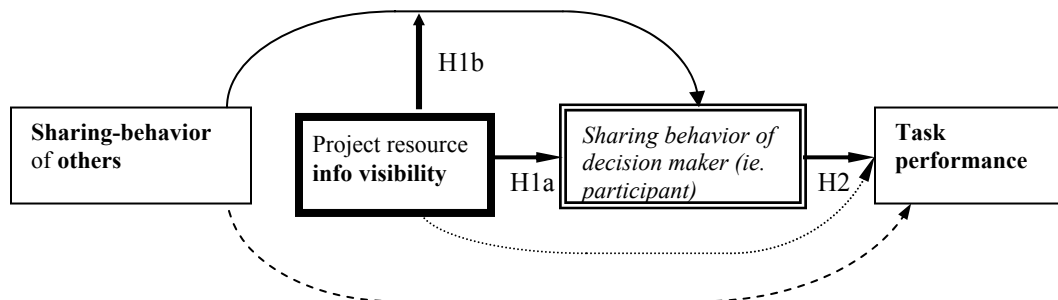 H1b
Sharing-behavior
of others
Project resource
info visibility
H1a
Sharing behavior of
decision maker (ie.
participant)
H2
Task
performance